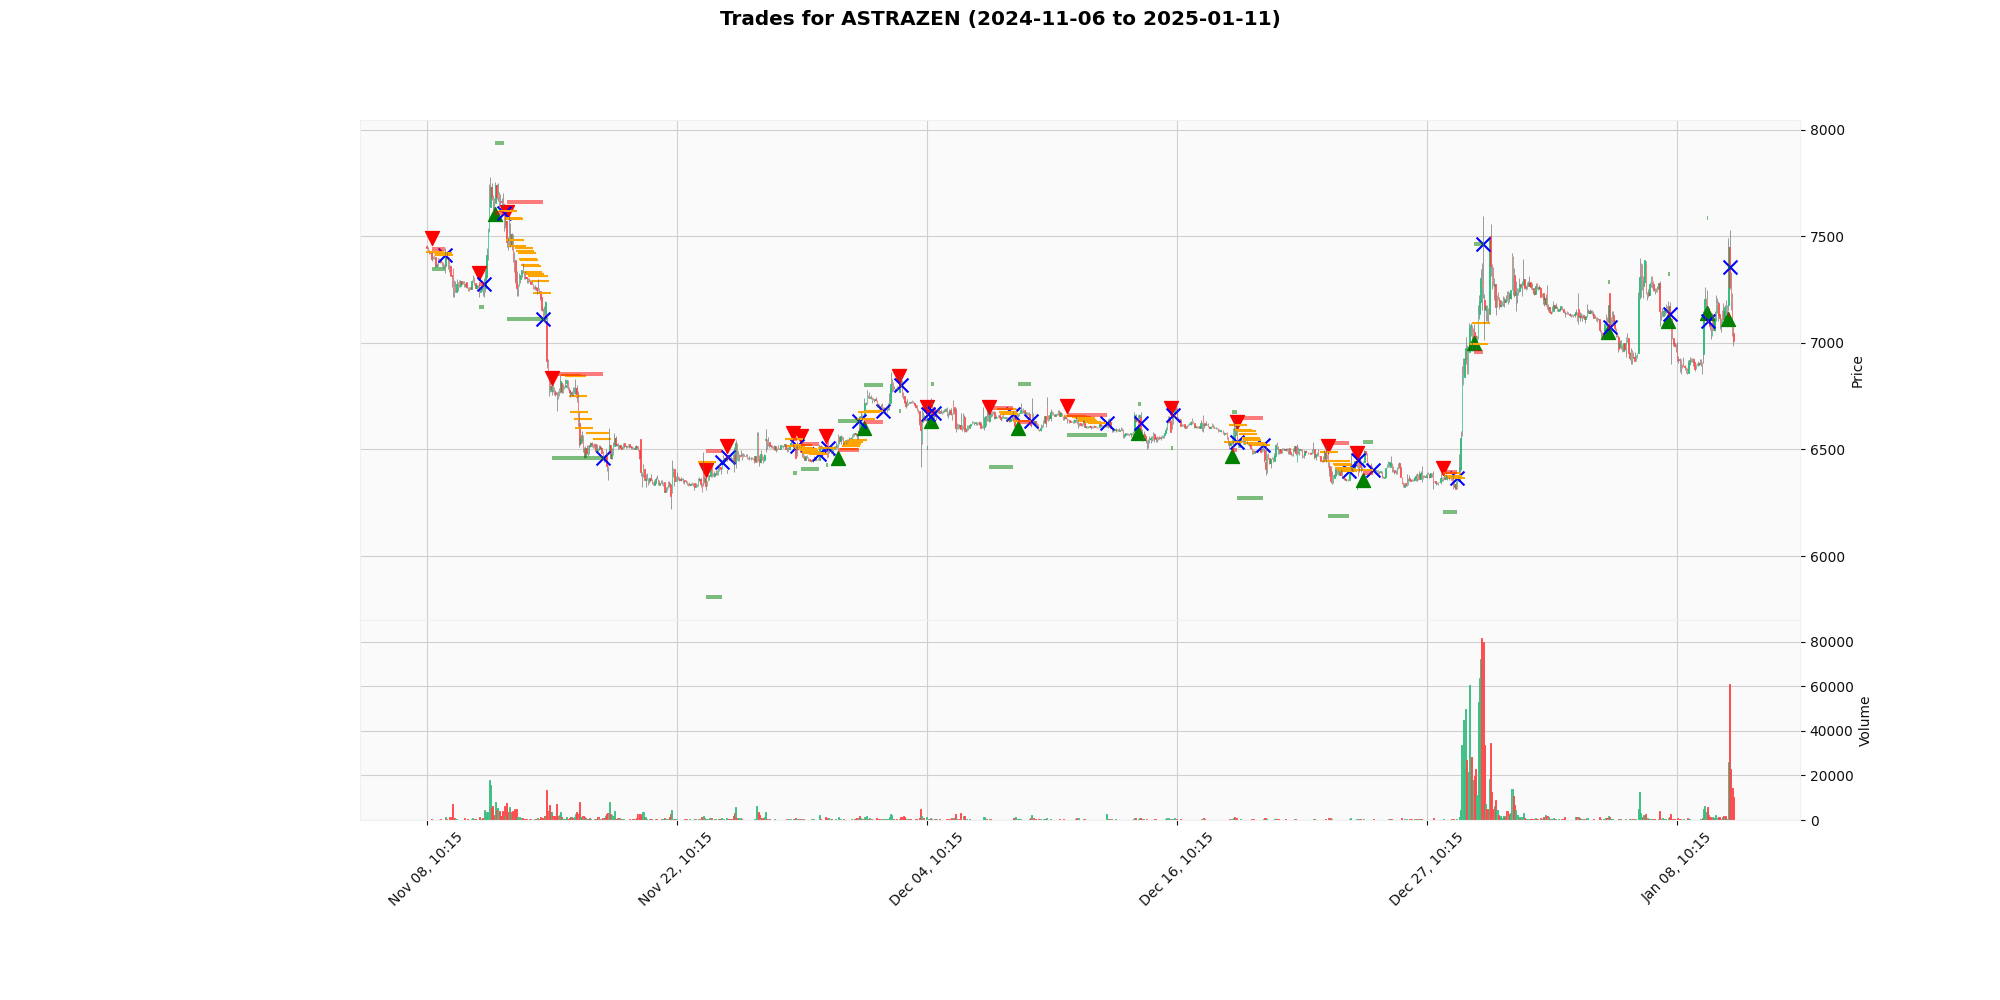 Trades for ASTRAZEN (2024-11-06 to 2025-01-11)
8000
7500
7000
6500
6000
Price
80000
60000
40000
20000
0
Volume
Nov 08, 10:15
Nov 22, 10:15
Dec 04, 10:15
Dec 16, 10:15
Dec 27, 10:15
Jan 08, 10:15